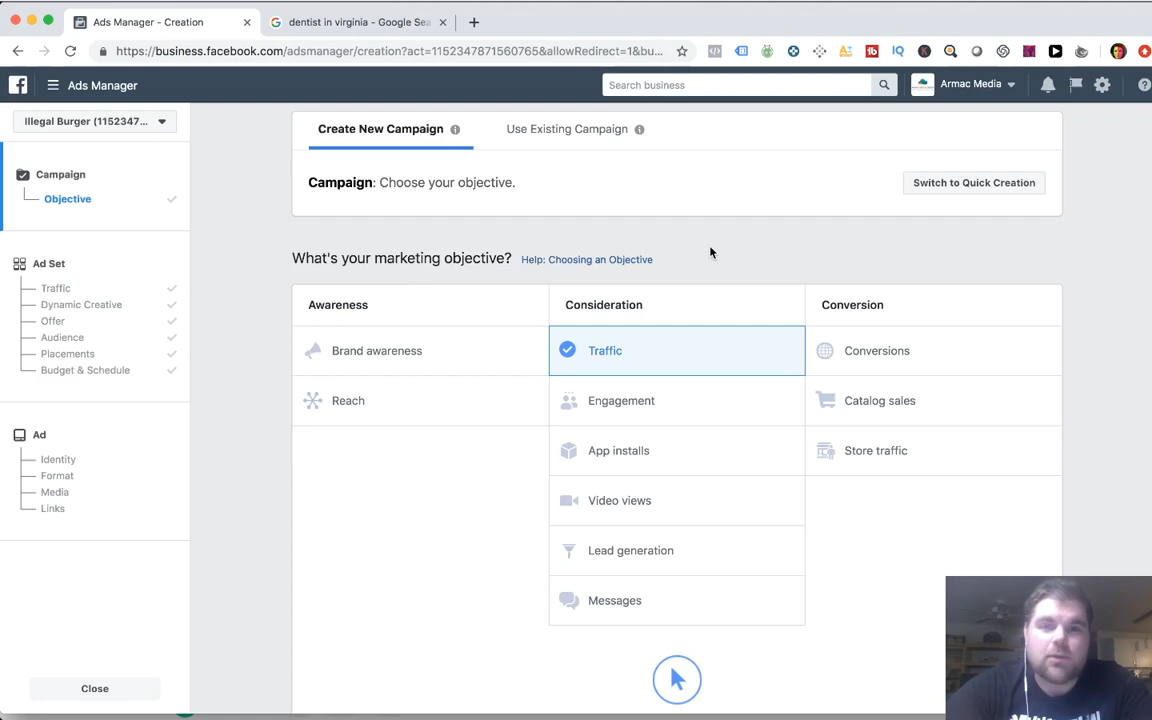 Ads Manager - Creation
dentist in virginia - Google Sea
https://business.facebook.com/adsmanager/creation?act=1152347871560765&allowRedirect=1&bu...
Ads Manager
Search business
Armac Media
Illegal Burger (1152347...
Campaign
Objective
Ad Set
Traffic
Dynamic Creative
Offer
Audience
Placements
Budget & Schedule
Ad
Identity
Format
Media
Links
Close
Create New Campaign
Use Existing Campaign
Campaign: Choose your objective.
Switch to Quick Creation
What's your marketing objective? Help: Choosing an Objective
Awareness
Consideration
Conversion
Brand awareness
Traffic
Conversions
Reach
Engagement
Catalog sales
App installs
Store traffic
Video views
Lead generation
Messages